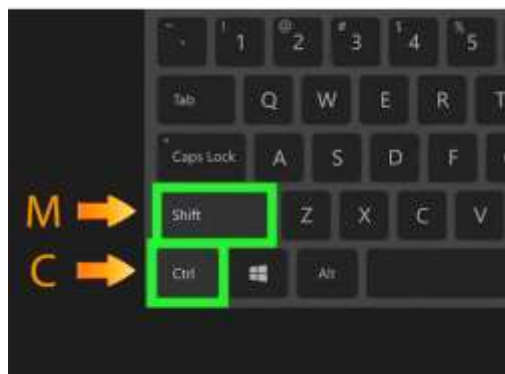 ~ ` ! 1 @ 2 # 3 $ 4 % 5
Tab Q W E R T
Caps Lock A S D F
M Shift Z X C V
C Ctrl Alt